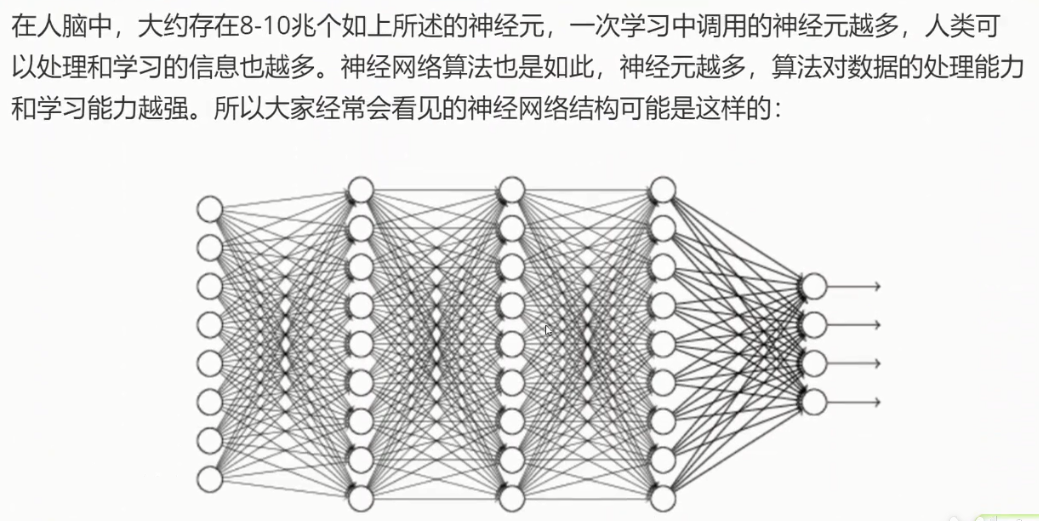 在人脑中，大约存在8-10兆个如上所述的神经元，一次学习中调用的神经元越多，人类可
以处理和学习的信息也越多。神经网络算法也是如此，神经元越多，算法对数据的处理能力
和学习能力越强。所以大家经常会看见的神经网络结构可能是这样的：